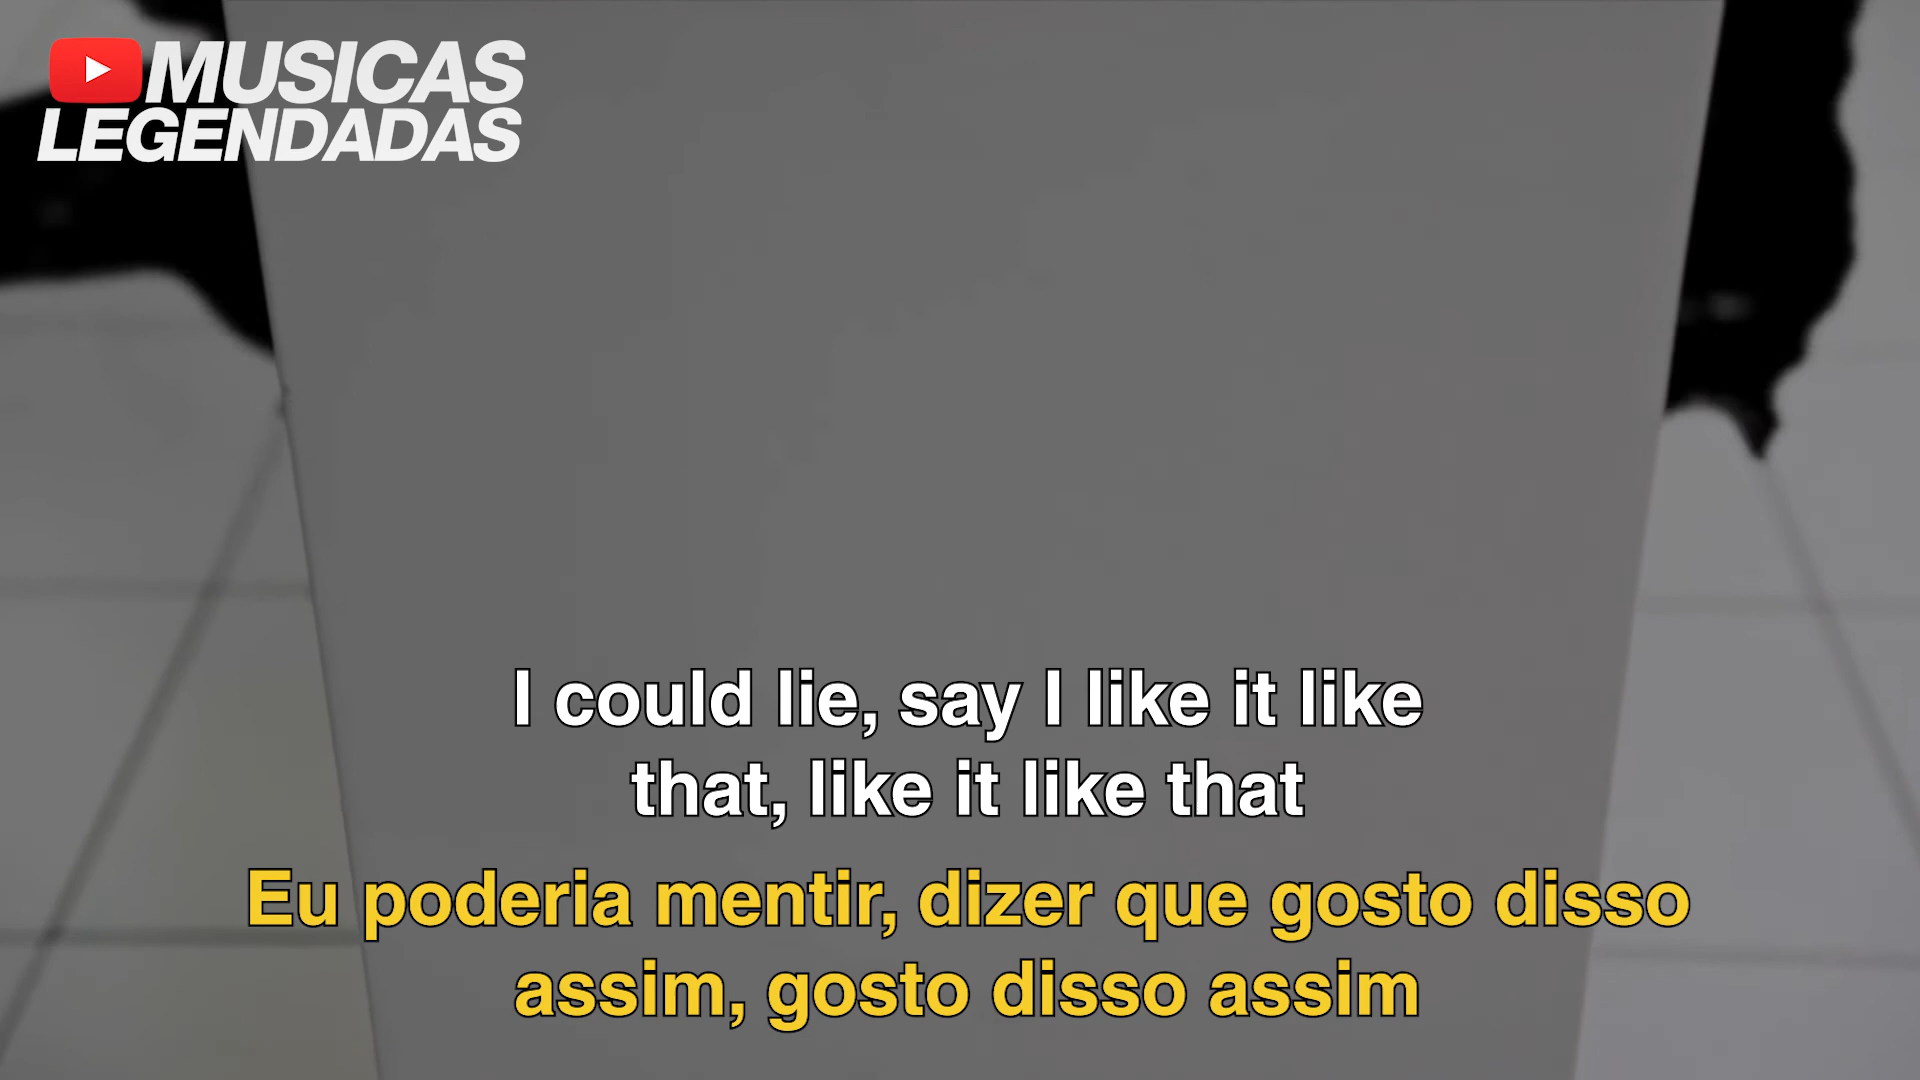 MUSICAS
LEGENDADAS
I could lie, say I like it like
that, like it like that
Eu poderia mentir, dizer que gosto disso
assim, gosto disso assim